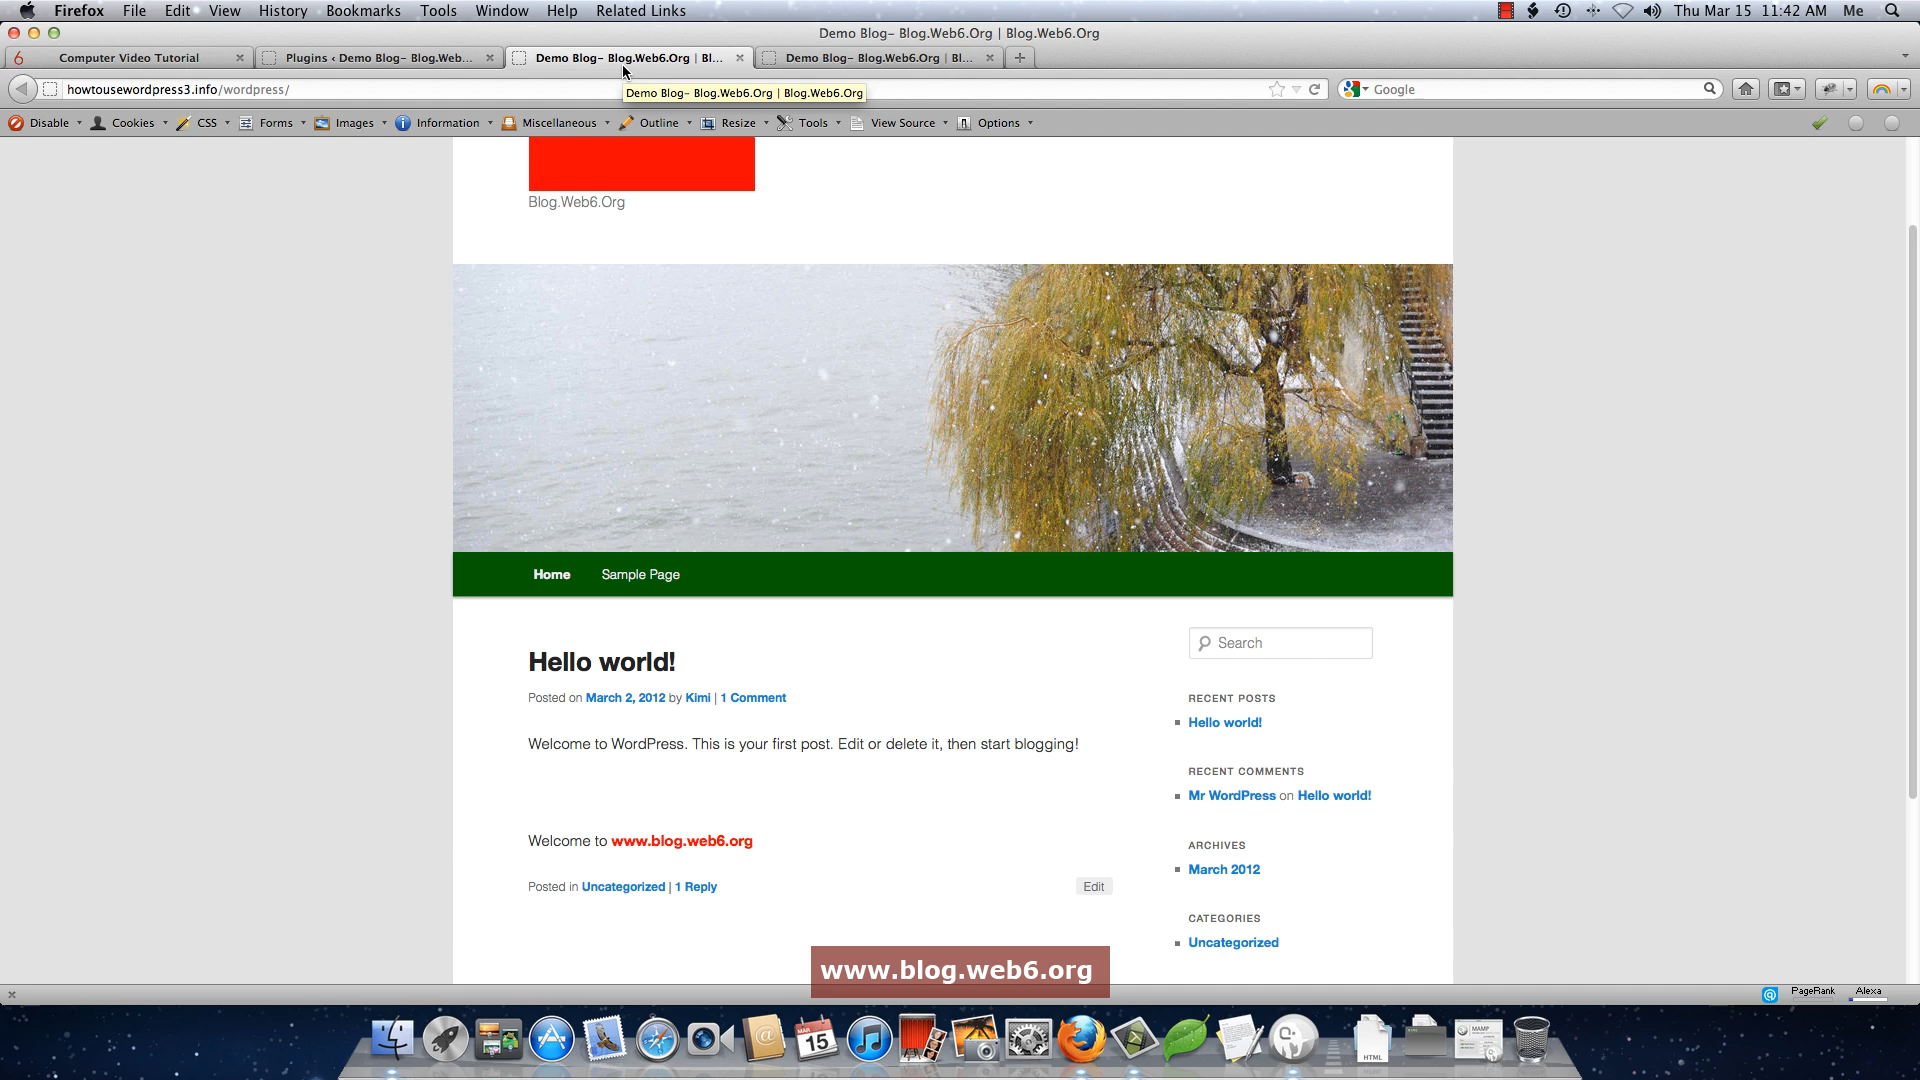 Firefox File Edit View History Bookmarks Tools Window Help Related Links Thu Mar 15 11:42 AM Me
Demo Blog– Blog.Web6.Org | Blog.Web6.Org
6 Computer Video Tutorial Plugins ‹ Demo Blog– Blog.Web... Demo Blog– Blog.Web6.Org | Bl... Demo Blog– Blog.Web6.Org | Bl...
howtousewordpress3.info/wordpress/ Google
Demo Blog– Blog.Web6.Org | Blog.Web6.Org
Disable Cookies CSS Forms Images Information Miscellaneous Outline Resize Tools View Source Options
Blog.Web6.Org
Home Sample Page
Search
Hello world!
Posted on March 2, 2012 by Kimi | 1 Comment
Welcome to WordPress. This is your first post. Edit or delete it, then start blogging!
Welcome to www.blog.web6.org
Posted in Uncategorized | 1 Reply
Edit
RECENT POSTS
Hello world!
RECENT COMMENTS
Mr WordPress on Hello world!
ARCHIVES
March 2012
CATEGORIES
Uncategorized
www.blog.web6.org
PageRank Alexa
MAR
15
HTML
MAMP